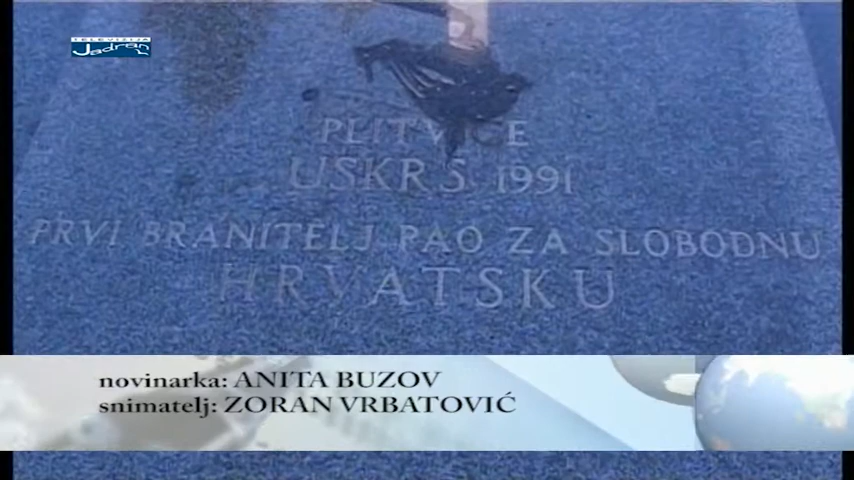 TELEVIZIJA
Jadran
PLITVICE
USKRS 1991
PRVI BRANITELJ PAO ZA SLOBODNU
HRVATSKU
novinarka: ANITA BUZOV
snimatelj: ZORAN VRBATOVIĆ